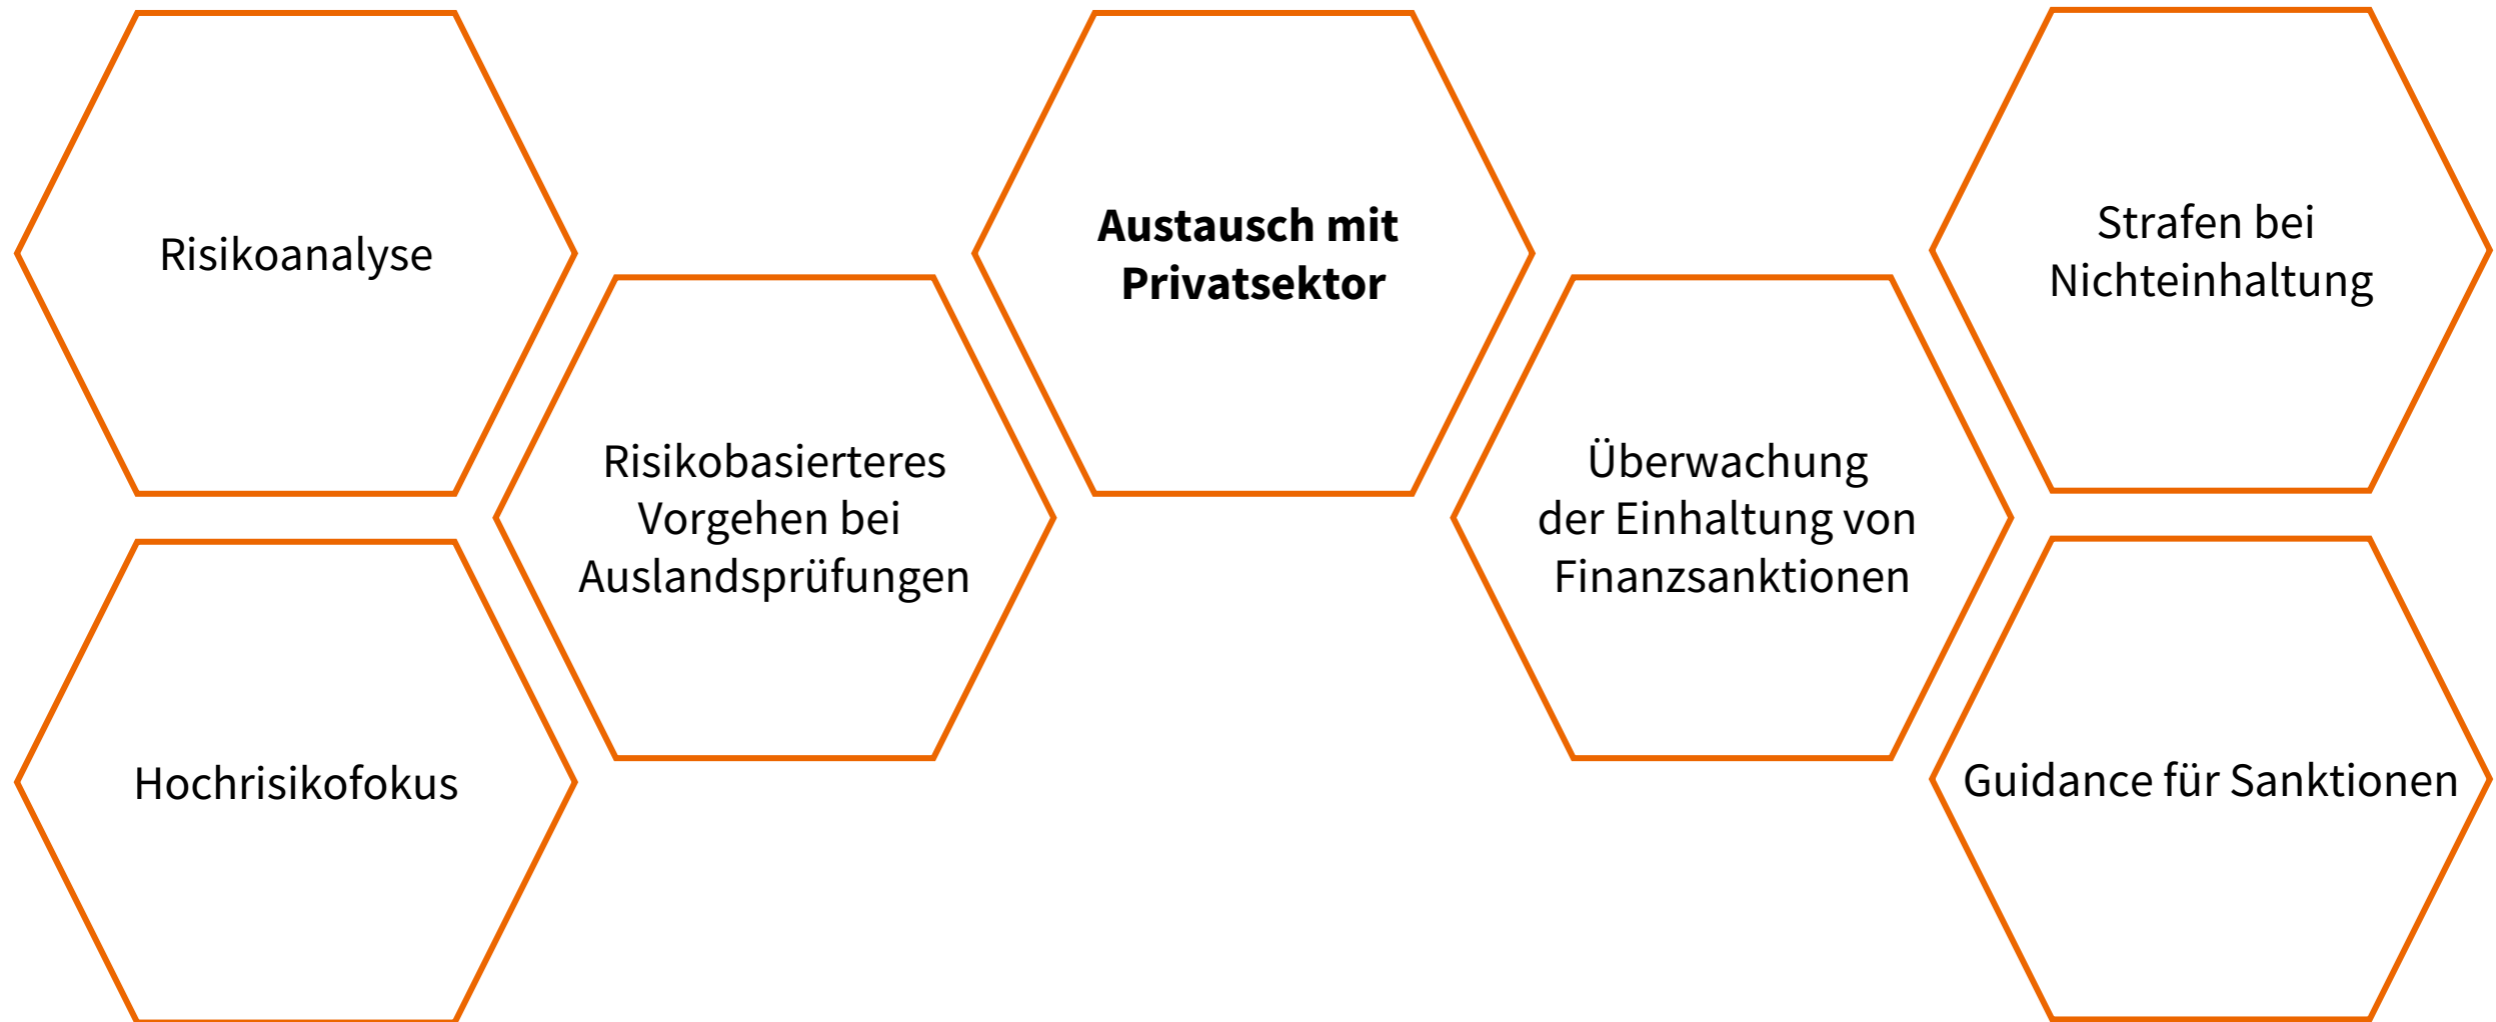 Risikoanalyse
Hochrisikofokus
Risikobasierteres
Vorgehen bei
Auslandsprüfungen
Austausch mit
Privatsektor
Überwachung
der Einhaltung von
Finanzsanktionen
Strafen bei
Nichteinhaltung
Guidance für Sanktionen